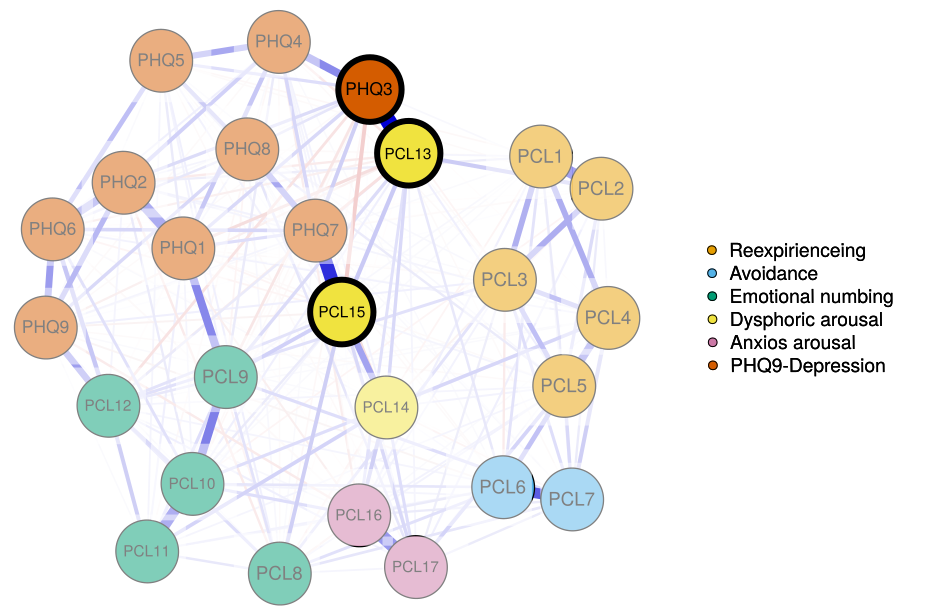 PHQ4
PHQ5
PHQ3
PHQ8
PCL13
PCL1
PHQ2
PCL2
PHQ6
PHQ7
PHQ1
PCL3
PCL15
PCL4
PHQ9
PCL9
PCL5
PCL12
PCL14
PCL10
PCL6
PCL7
PCL16
PCL11
PCL17
PCL8
Reexpirienceing
Avoidance
Emotional numbing
Dysphoric arousal
Anxios arousal
PHQ9-Depression